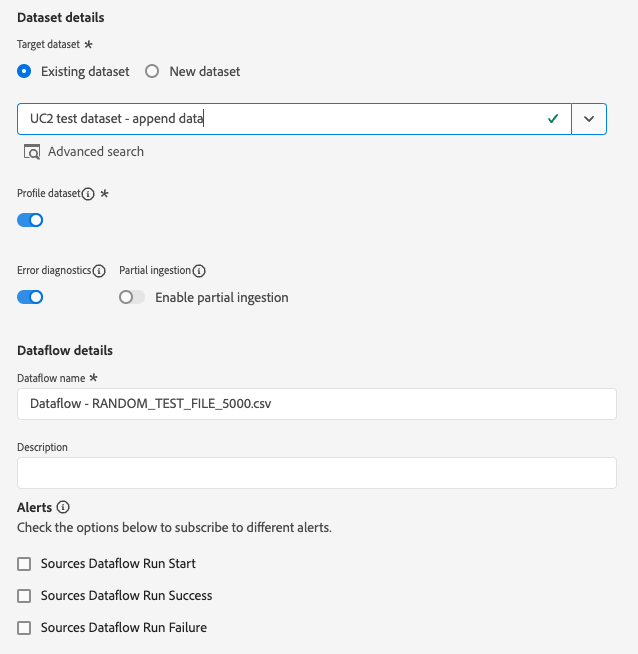 Dataset details
Target dataset *
Existing dataset New dataset
UC2 test dataset - append data
Advanced search
Profile dataset *
Error diagnostics Partial ingestion
Enable partial ingestion
Dataflow details
Dataflow name *
Dataflow - RANDOM_TEST_FILE_5000.csv
Description
Alerts
Check the options below to subscribe to different alerts.
Sources Dataflow Run Start
Sources Dataflow Run Success
Sources Dataflow Run Failure